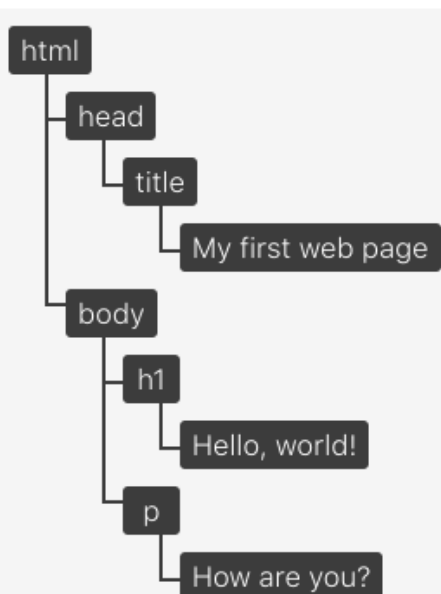 html
head
title
My first web page
body
h1
Hello, world!
p
How are you?